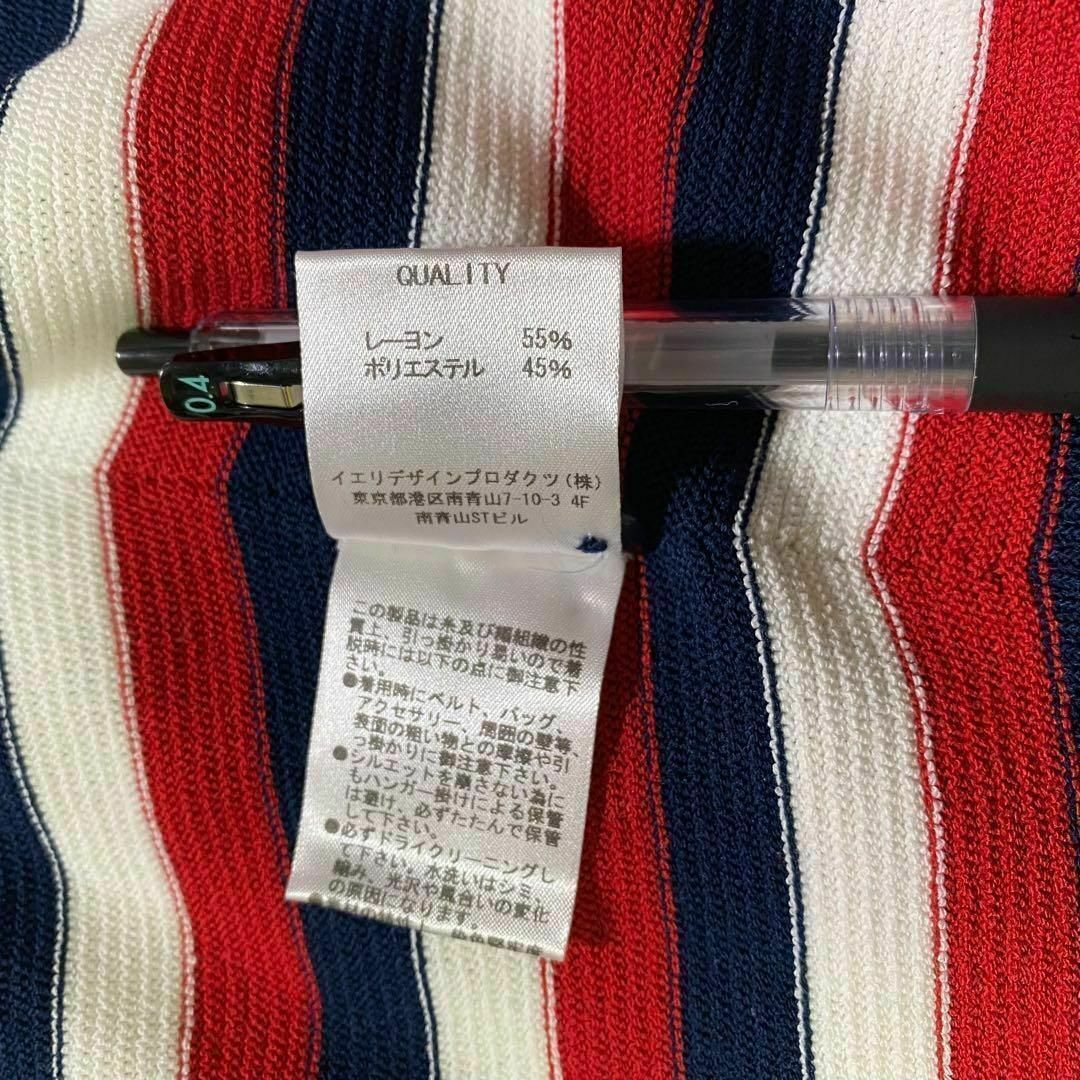 QUALITY
レーヨン 55%
ポリエステル 45%
イエリデザインプロダクツ(株)
東京都港区南青山7-10-3 4F
南青山STビル
0.4
この製品は糸及び編組織の性
質上、引っ掛かり易いので着
脱時には以下の点に御注意下
さい。
●着用時にベルト、バッグ、
アクセサリー、周囲の壁等、
表面の粗い物との摩擦や引
っ掛かりに御注意下さい。
●シルエットを崩さない為に
もハンガー掛けによる保管
は避け、必ずたたんで保管
して下さい。
●必ずドライクリーニングし
て下さい。水洗いはシミ
縮み、光沢や風合いの変化
の原因になります。